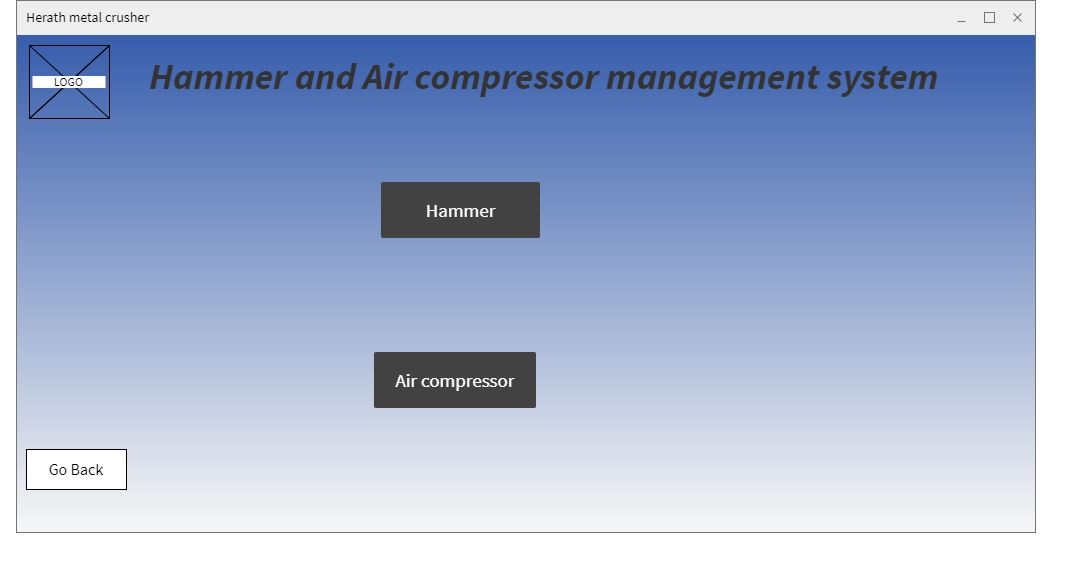 Herath metal crusher
LOGO
Hammer and Air compressor management system
Hammer
Air compressor
Go Back